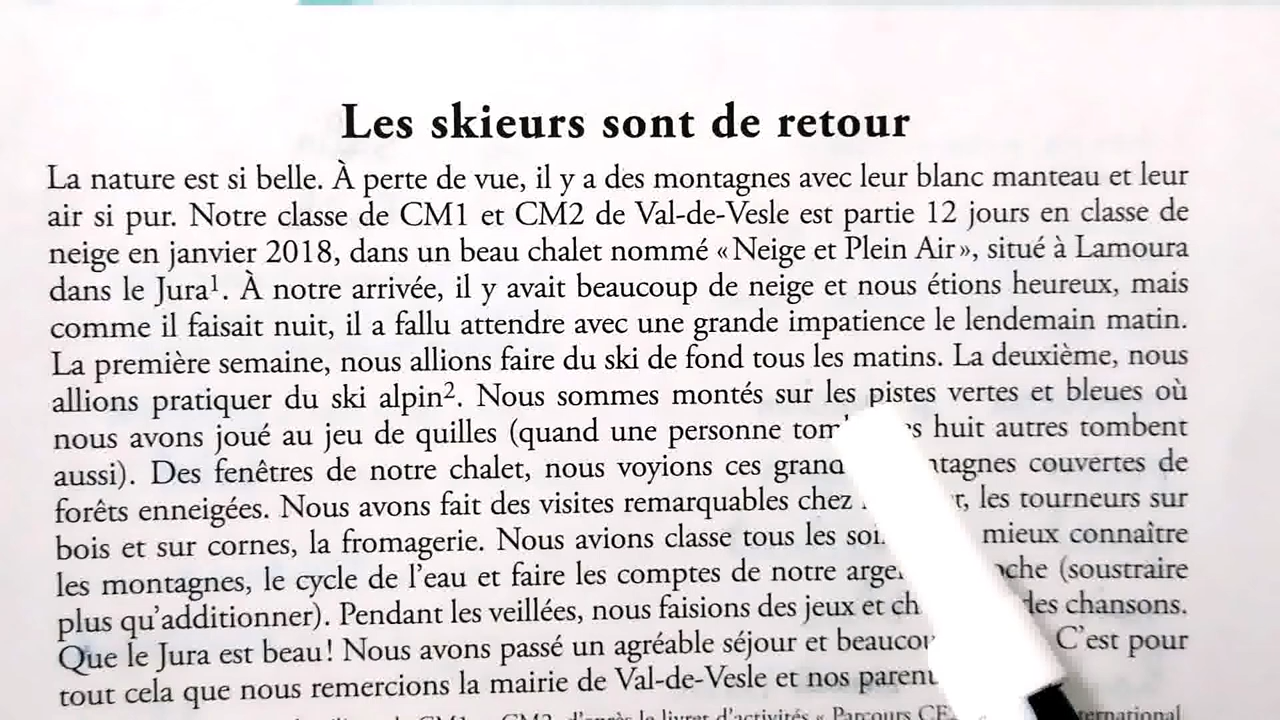 Les skieurs sont de retour
La nature est si belle. À perte de vue, il y a des montagnes avec leur blanc manteau et leur
air si pur. Notre classe de CM1 et CM2 de Val-de-Vesle est partie 12 jours en classe de
neige en janvier 2018, dans un beau chalet nommé « Neige et Plein Air », situé à Lamoura
dans le Jura¹. À notre arrivée, il y avait beaucoup de neige et nous étions heureux, mais
comme il faisait nuit, il a fallu attendre avec une grande impatience le lendemain matin.
La première semaine, nous allions faire du ski de fond tous les matins. La deuxième, nous
allions pratiquer du ski alpin². Nous sommes montés sur les pistes vertes et bleues où
nous avons joué au jeu de quilles (quand une personne huit autres tombent
aussi). Des fenêtres de notre chalet, nous voyions ces couvertes de
forêts enneigées. Nous avons fait des visites remarquables chez les tourneurs sur
bois et sur cornes, la fromagerie. Nous avions classe tous les mieux connaître
les montagnes, le cycle de l'eau et faire les comptes de notre (soustraire
plus qu'additionner). Pendant les veillées, nous faisions des jeux et des chansons.
Que le Jura est beau ! Nous avons passé un agréable séjour et C'est pour
tout cela que nous remercions la mairie de Val-de-Vesle et nos
CM1 CM2, d'après le livret d'activités « Parcours